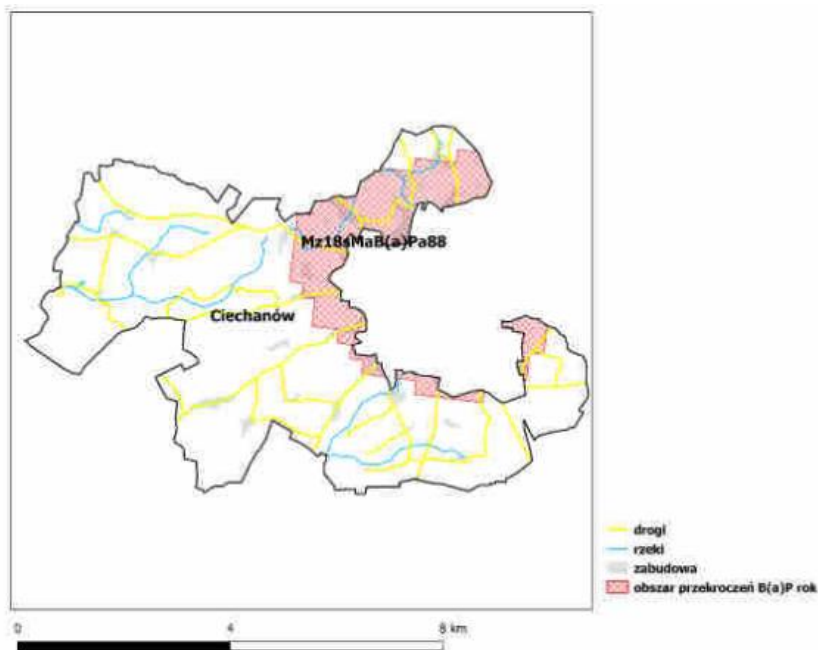 Mz18sMaB(a)Pa88
Ciechanów
drogi
rzeki
zabudowa
obszar przekroczeń B(a)P rok
0 4 8 km